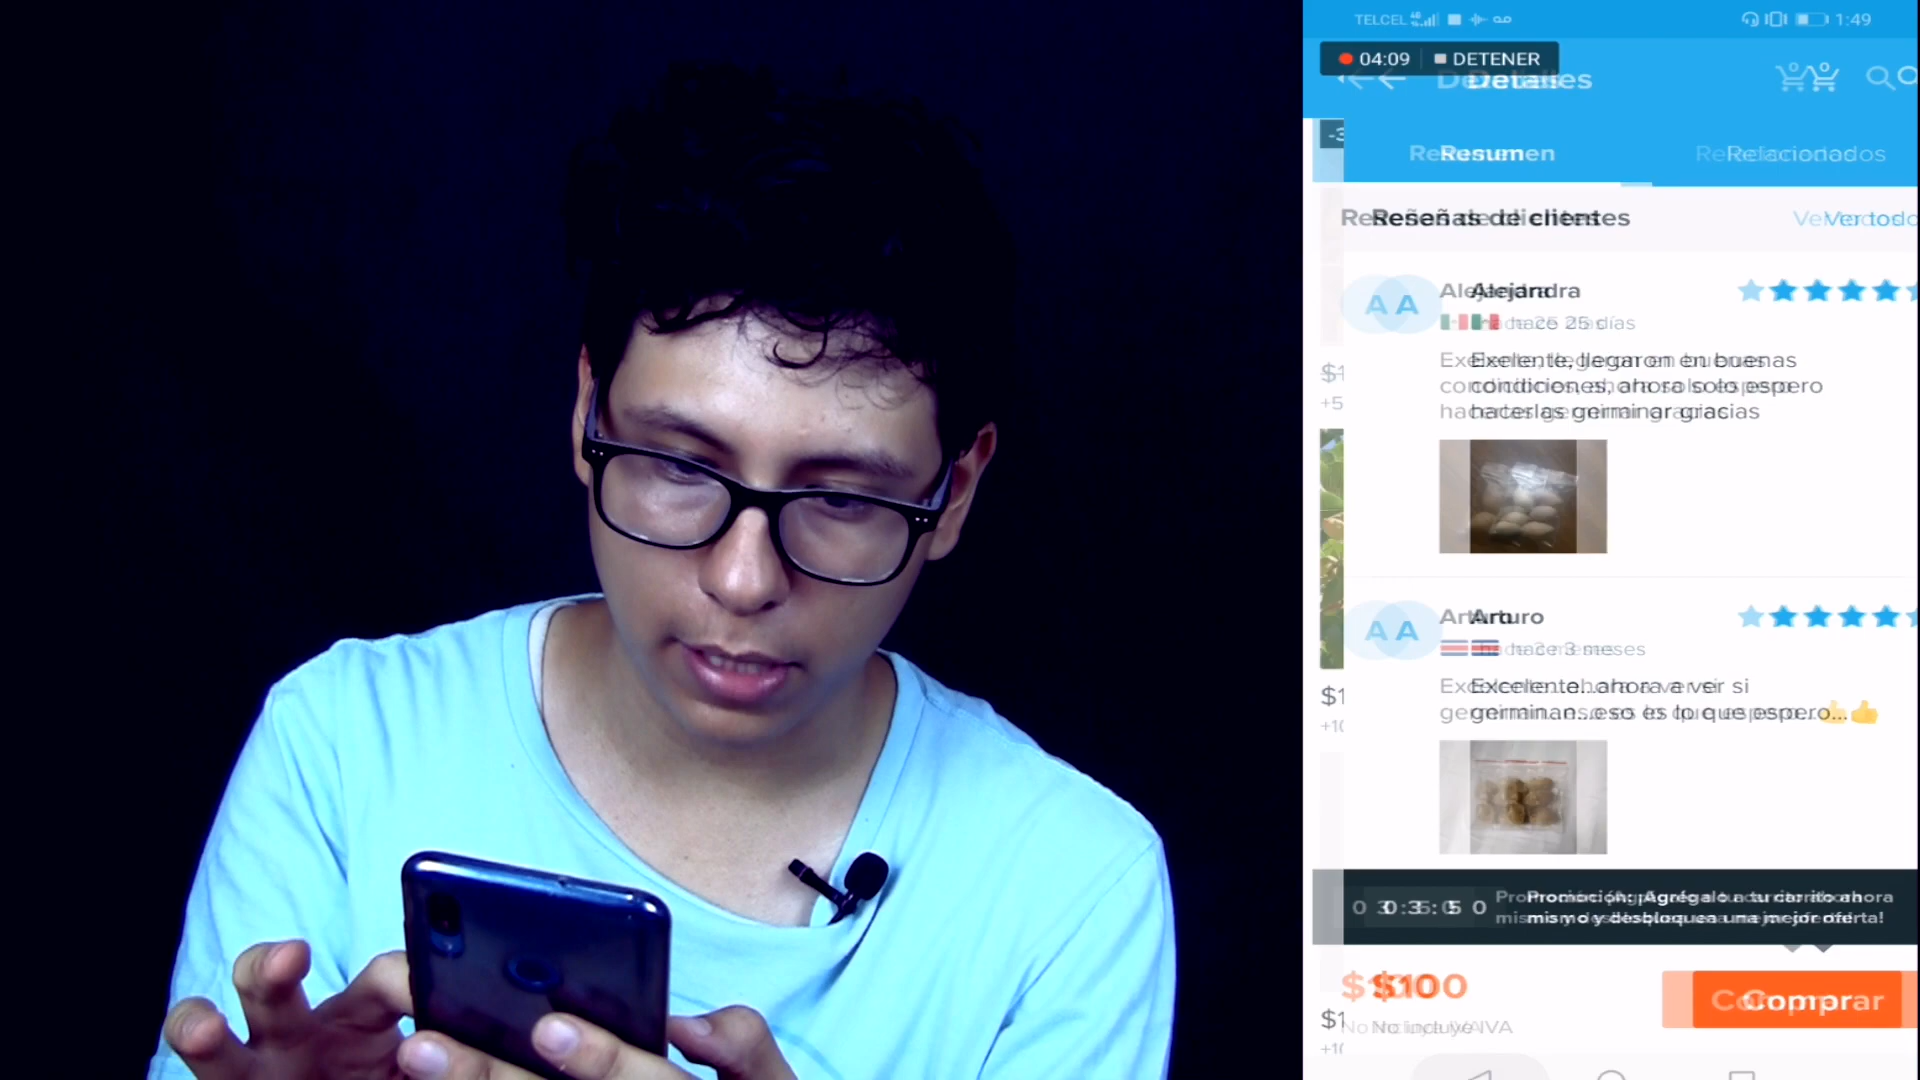 TELCEL 1:49
04:09 DETENER
Detalles
Resumen Relacionados
Reseñas de clientes Ver todo
Alejandra
hace 25 días
Exelente, llegaron en buenas
condiciones, ahora solo espero
hacerlas germinar gracias
Arturo
hace 3 meses
Excelente...ahora a ver si
germinan...eso es lo que espero...
Promoción: ¡Agrégalo a tu carrito ahora
mismo y desbloquea una mejor oferta!
$100
Comprar
No incluye IVA